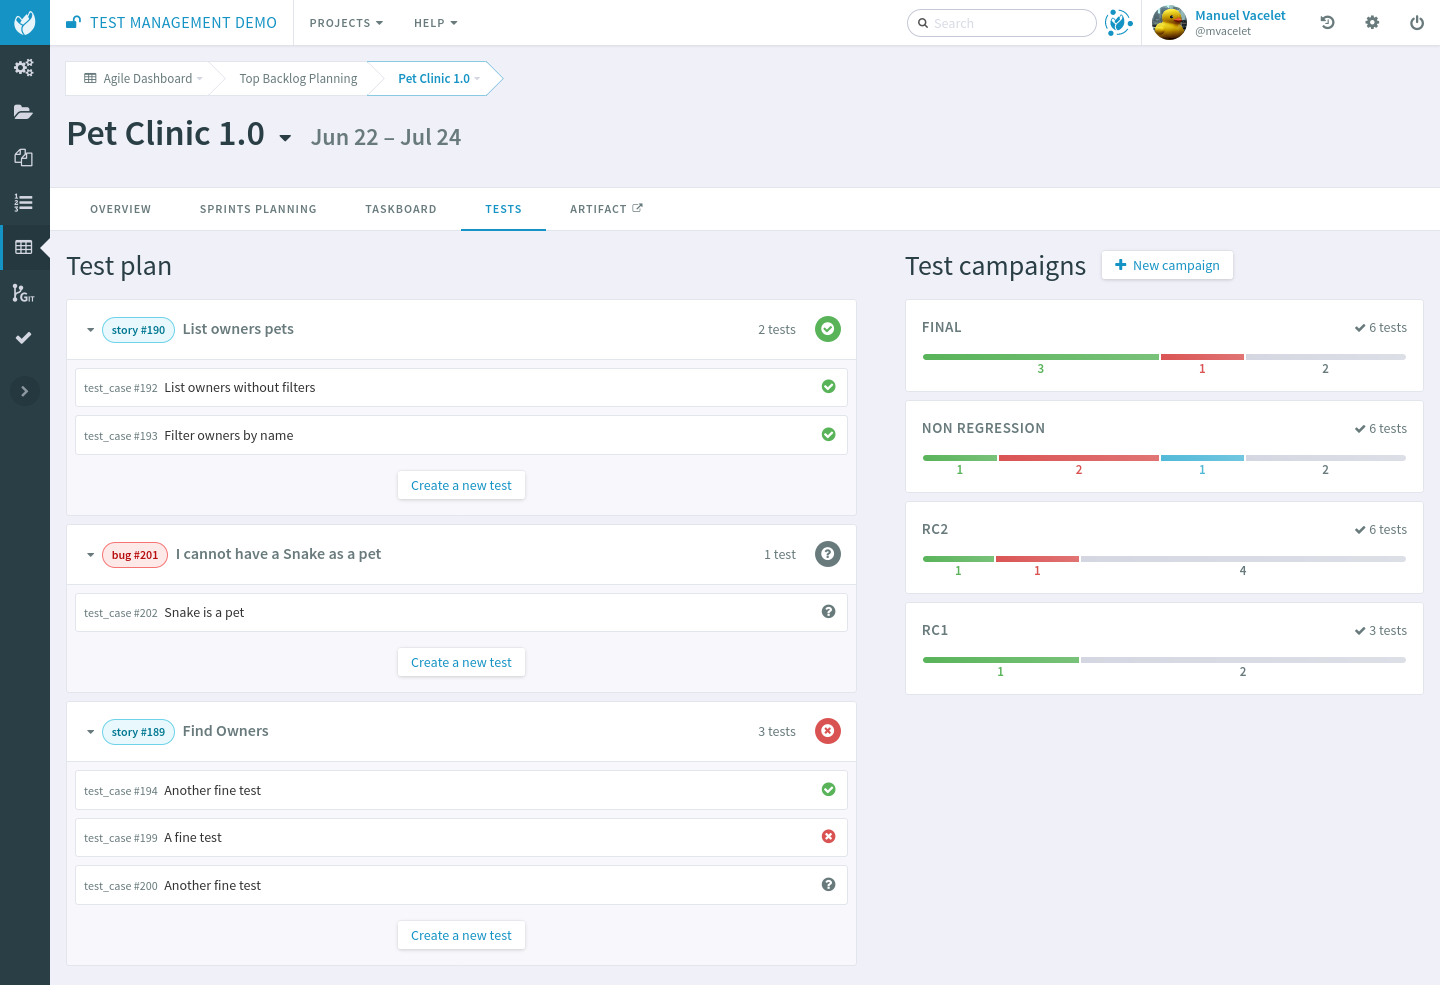 TEST MANAGEMENT DEMO
PROJECTS
HELP
Search
Manuel Vacelet
@mvacelet
Agile Dashboard
Top Backlog Planning
Pet Clinic 1.0
Pet Clinic 1.0
Jun 22 – Jul 24
OVERVIEW
SPRINTS PLANNING
TASKBOARD
TESTS
ARTIFACT
GIT
Test plan
story #190 List owners pets 2 tests
test_case #192 List owners without filters
test_case #193 Filter owners by name
Create a new test
bug #201 I cannot have a Snake as a pet 1 test
test_case #202 Snake is a pet
Create a new test
story #189 Find Owners 3 tests
test_case #194 Another fine test
test_case #199 A fine test
test_case #200 Another fine test
Create a new test
Test campaigns
New campaign
FINAL 6 tests
3 1 2
NON REGRESSION 6 tests
1 2 1 2
RC2 6 tests
1 1 4
RC1 3 tests
1 2